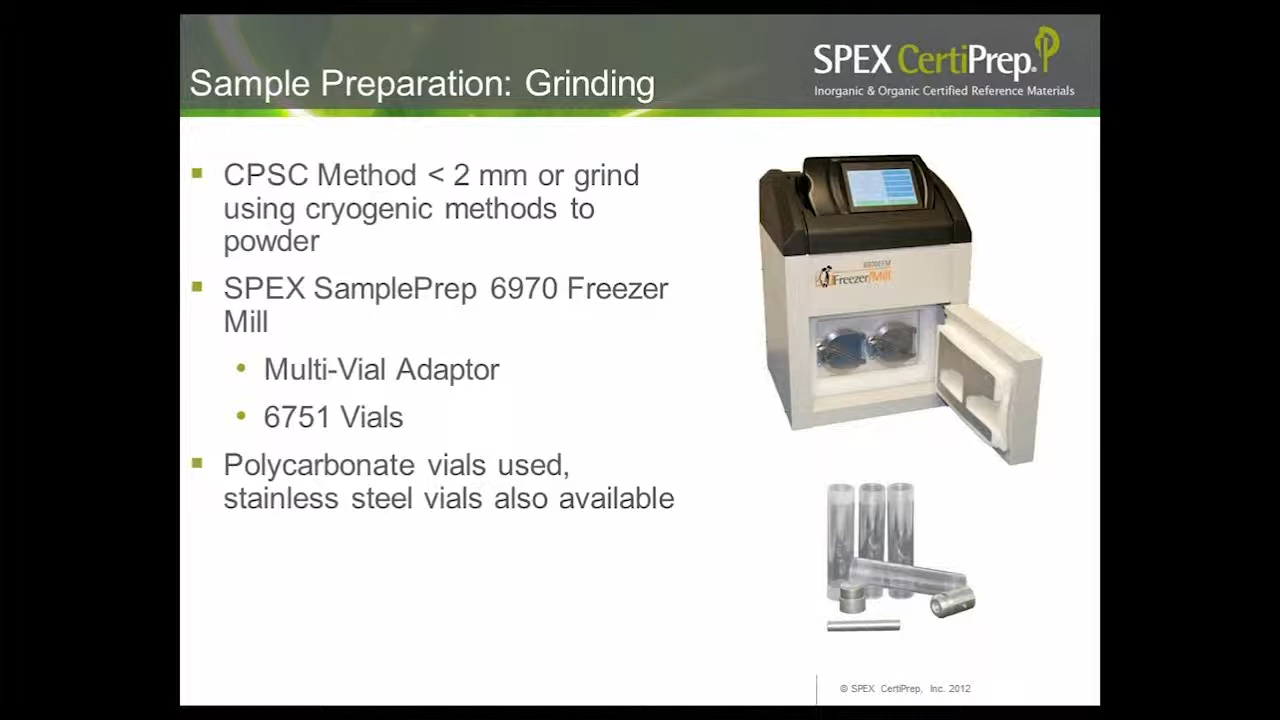 Sample Preparation: Grinding
SPEX CertiPrep.
Inorganic & Organic Certified Reference Materials
CPSC Method < 2 mm or grind
using cryogenic methods to
powder
SPEX SamplePrep 6970 Freezer
Mill
Multi-Vial Adaptor
6751 Vials
Polycarbonate vials used,
stainless steel vials also available
Freezer/Mill
© SPEX CertiPrep, Inc. 2012